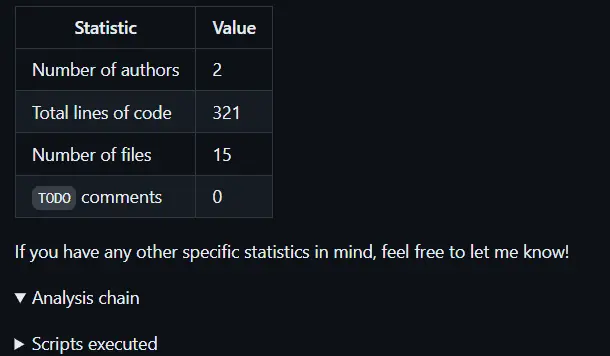 Statistic Value
Number of authors 2
Total lines of code 321
Number of files 15
TODO comments 0
If you have any other specific statistics in mind, feel free to let me know!
▼ Analysis chain
▶ Scripts executed